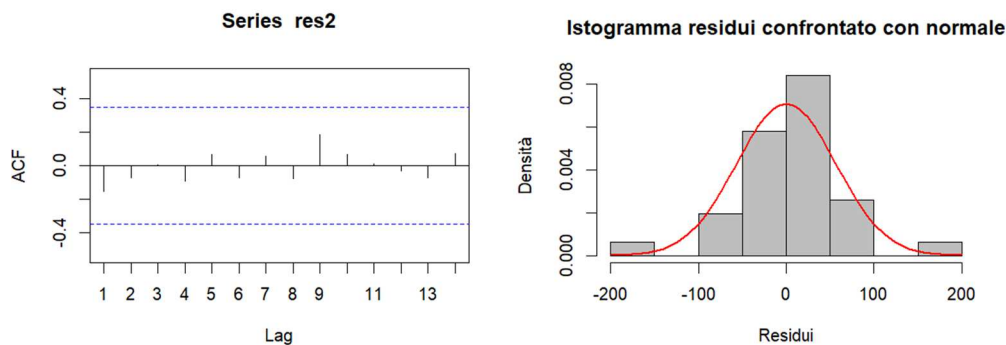 Series res2
ACF
0.4
0.0
-0.4
1 2 3 4 5 6 7 8 9 11 13
Lag
Istogramma residui confrontato con normale
Densità
0.008
0.004
0.000
-200 -100 0 100 200
Residui